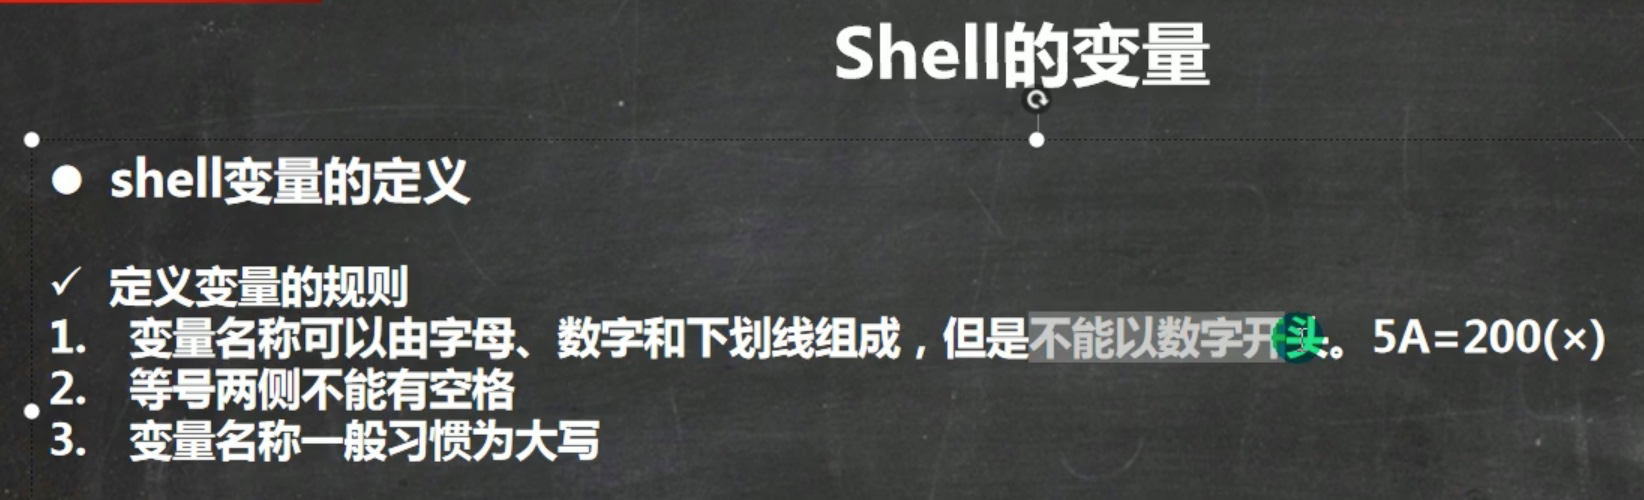 Shell的变量
● shell变量的定义
✓ 定义变量的规则
1. 变量名称可以由字母、数字和下划线组成，但是不能以数字开头。5A=200(×)
2. 等号两侧不能有空格
3. 变量名称一般习惯为大写